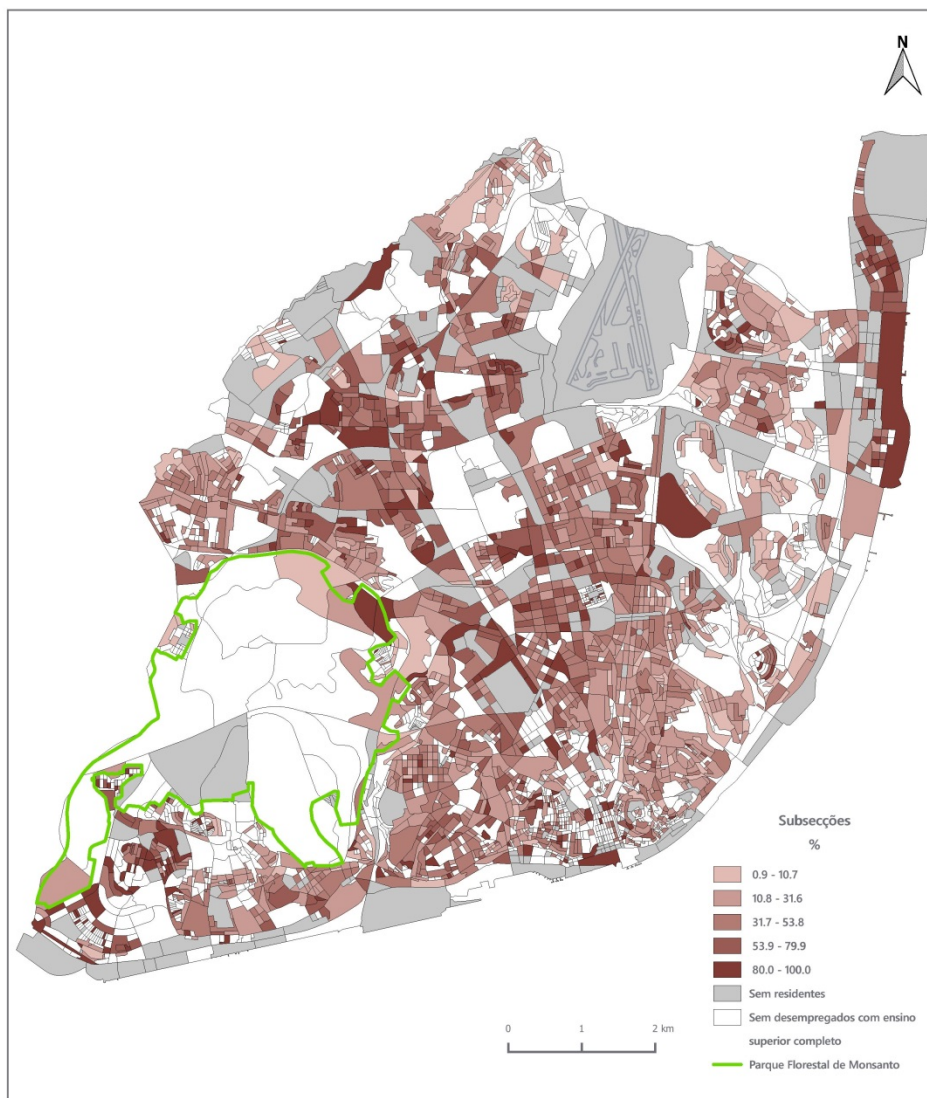 N
Subsecções
%
0.9 - 10.7
10.8 - 31.6
31.7 - 53.8
53.9 - 79.9
80.0 - 100.0
Sem residentes
Sem desempregados com ensino
superior completo
Parque Florestal de Monsanto
0 1 2 km